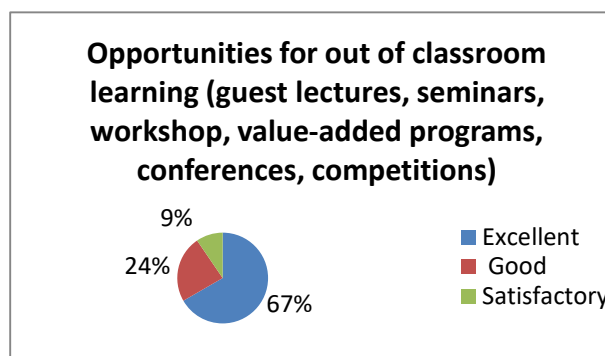 Opportunities for out of classroom
learning (guest lectures, seminars,
workshop, value-added programs,
conferences, competitions)
9%
24%
67%
Excellent
Good
Satisfactory